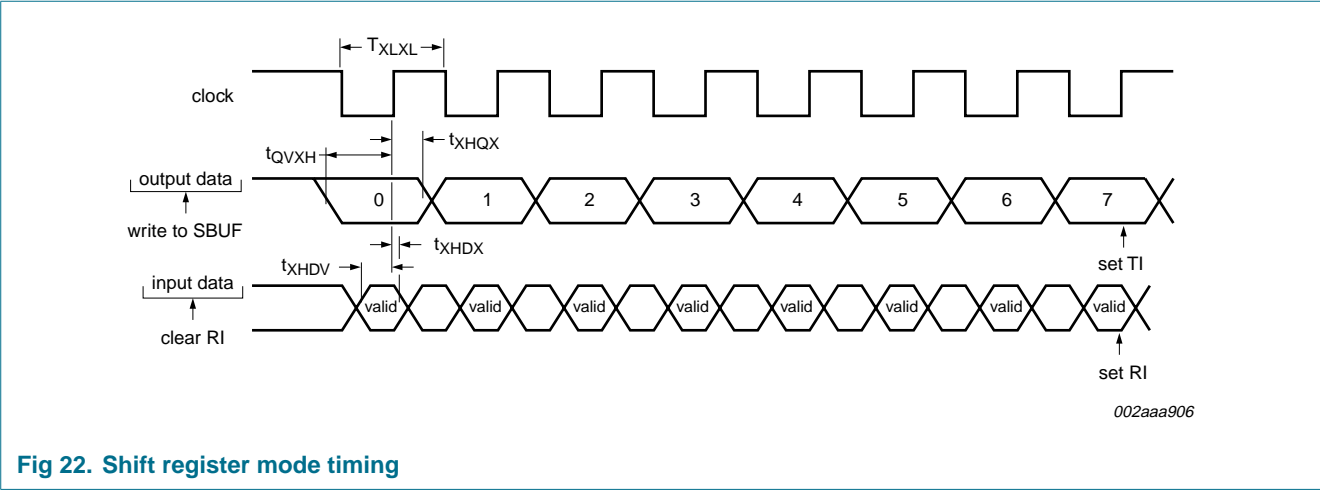 TXLXL
clock
tXHQX
tQVXH
output data
0 1 2 3 4 5 6 7
write to SBUF
tXHDX
set TI
tXHDV
input data
valid valid valid valid valid valid valid valid
clear RI
set RI
002aaa906
Fig 22. Shift register mode timing